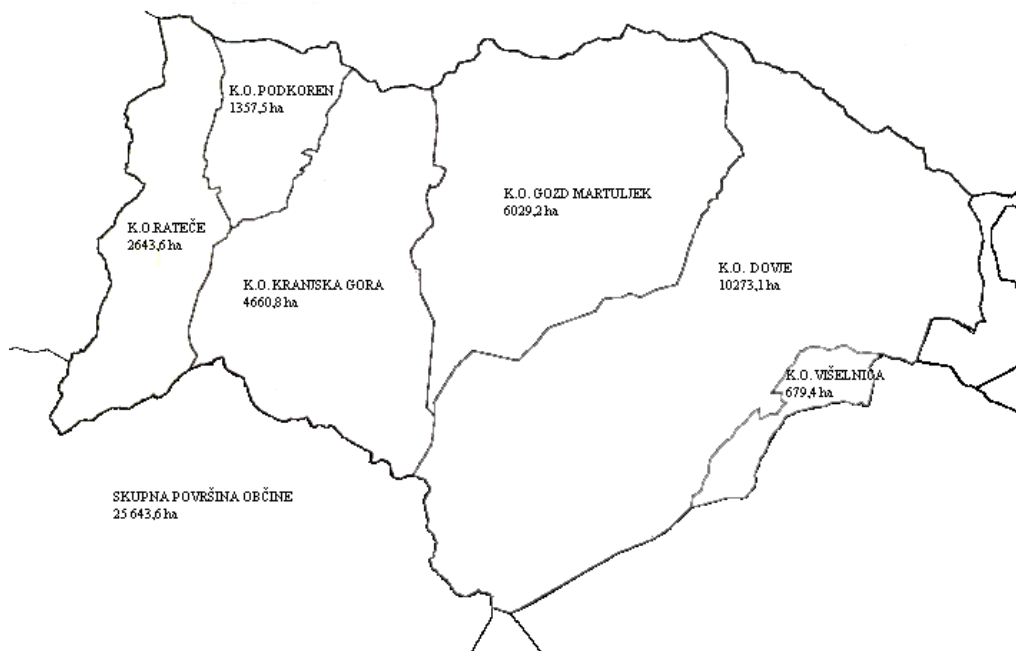 K.O. PODKOREN
1357,5 ha
K.O. GOZD MARTULJEK
6029,2 ha
K.O.RATEČE
2643,6 ha
K.O. KRANJSKA GORA
4660,8 ha
K.O. DOVJE
10273,1 ha
K.O. VIŠELNICA
679,4 ha
SKUPNA POVRŠINA OBČINE
25 643,6 ha